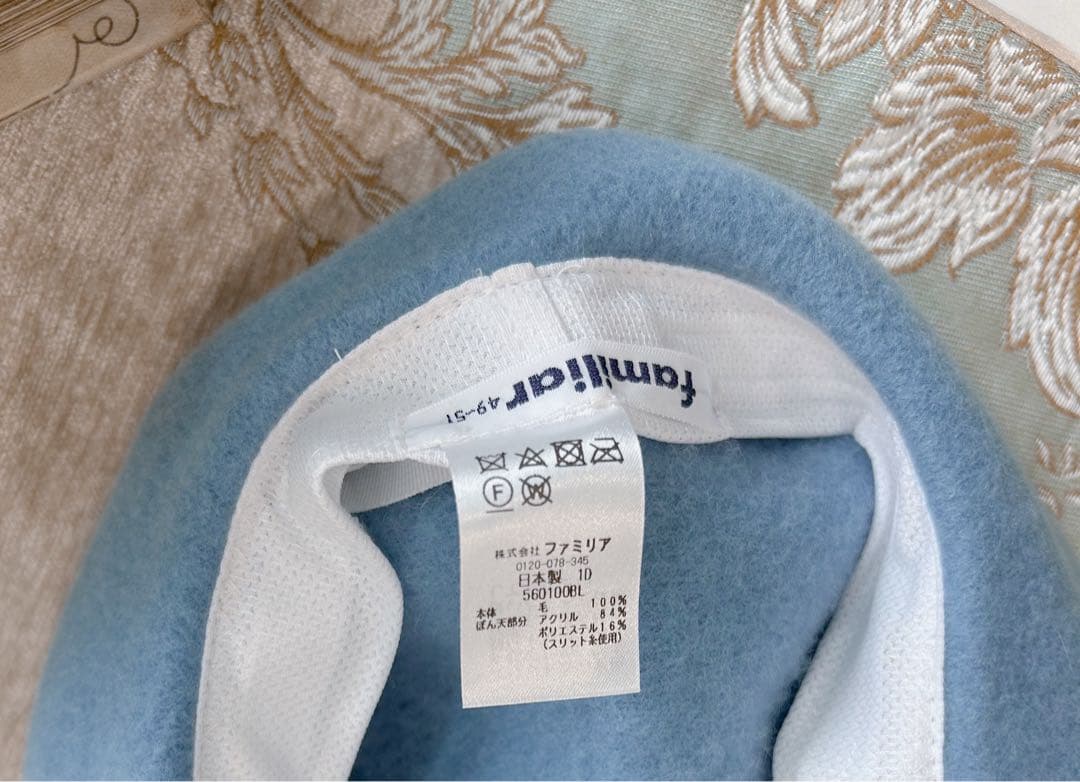 familiar
49~51
F
W
株式会社 ファミリア
0120-078-345
日本製 1D
560100BL
本体 毛 100%
ぼん天部分 アクリル 84%
ポリエステル16%
(スリット糸使用)